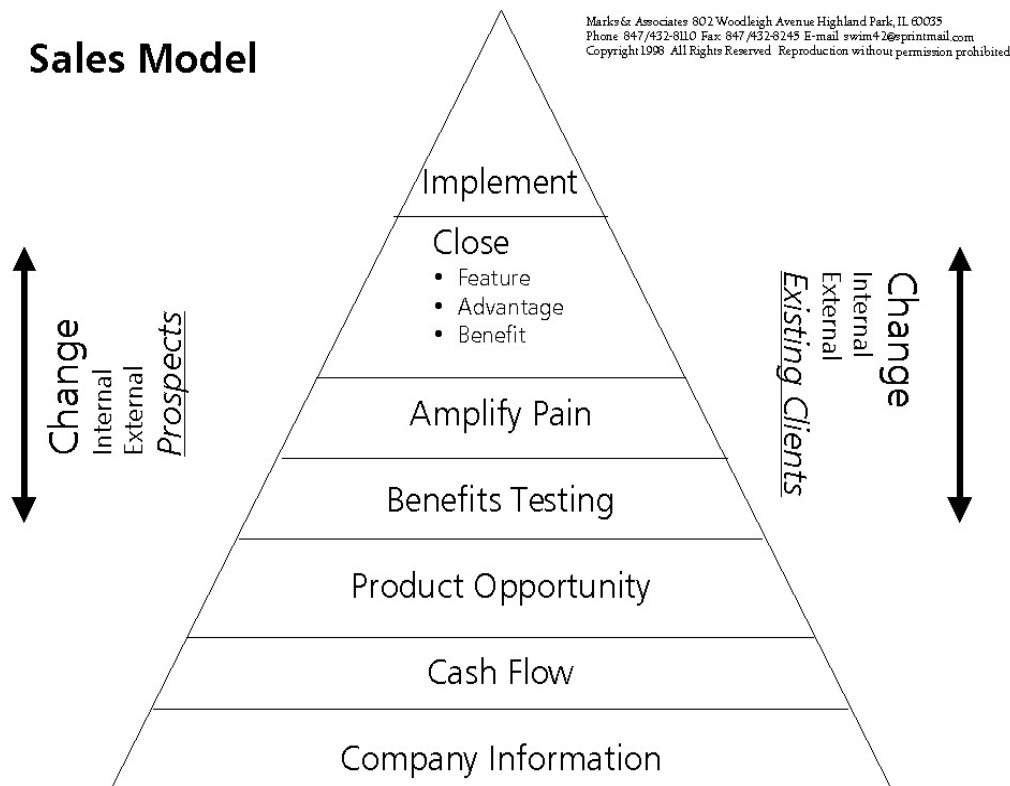 Marks & Associates 802 Woodleigh Avenue Highland Park, IL 60035
Phone 847/432-8110 Fax 847/432-8245 E-mail swim42@sprintmail.com
Copyright 1998 All Rights Reserved Reproduction without permission prohibited
Sales Model
Implement
Close
• Feature
• Advantage
• Benefit
Amplify Pain
Benefits Testing
Product Opportunity
Cash Flow
Company Information
Change
Internal
External
Prospects
Change
Internal
External
Existing Clients